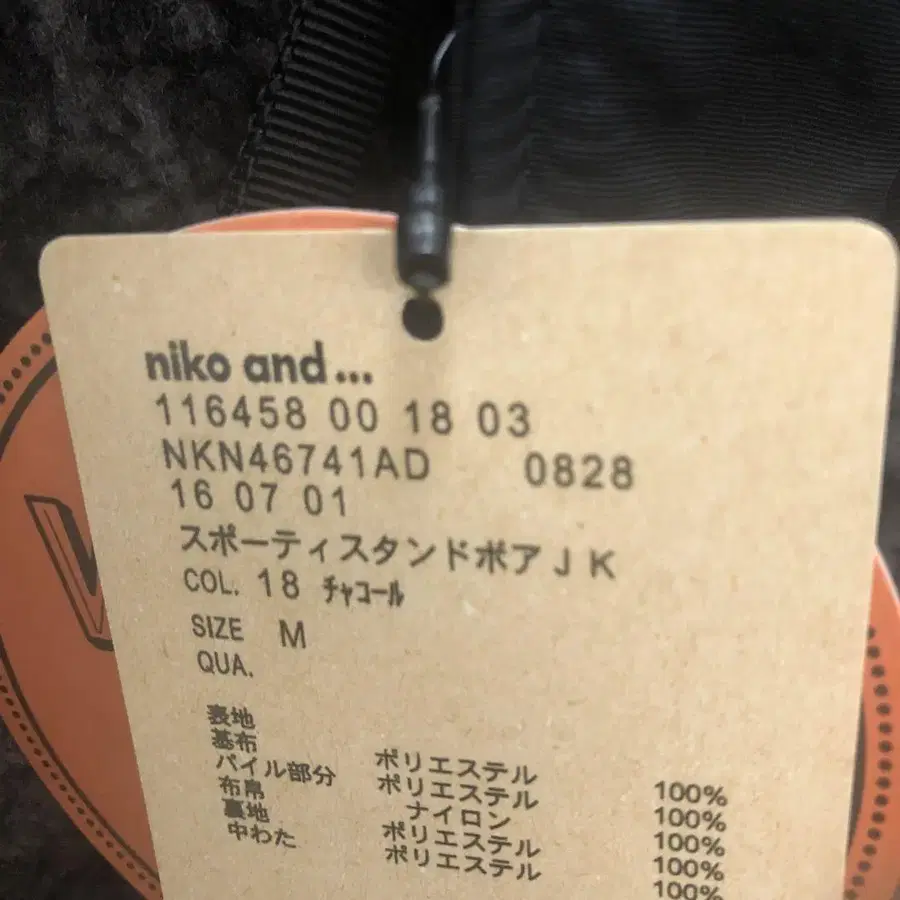 niko and...
116458 00 18 03
NKN46741AD 0828
16 07 01
スポーティスタンドボアJK
COL. 18 ﾁｬｺｰﾙ
SIZE M
QUA.
表地
基布 ポリエステル 100%
パイル部分 ポリエステル 100%
布帛 ナイロン 100%
裏地 ポリエステル 100%
中わた ポリエステル 100%